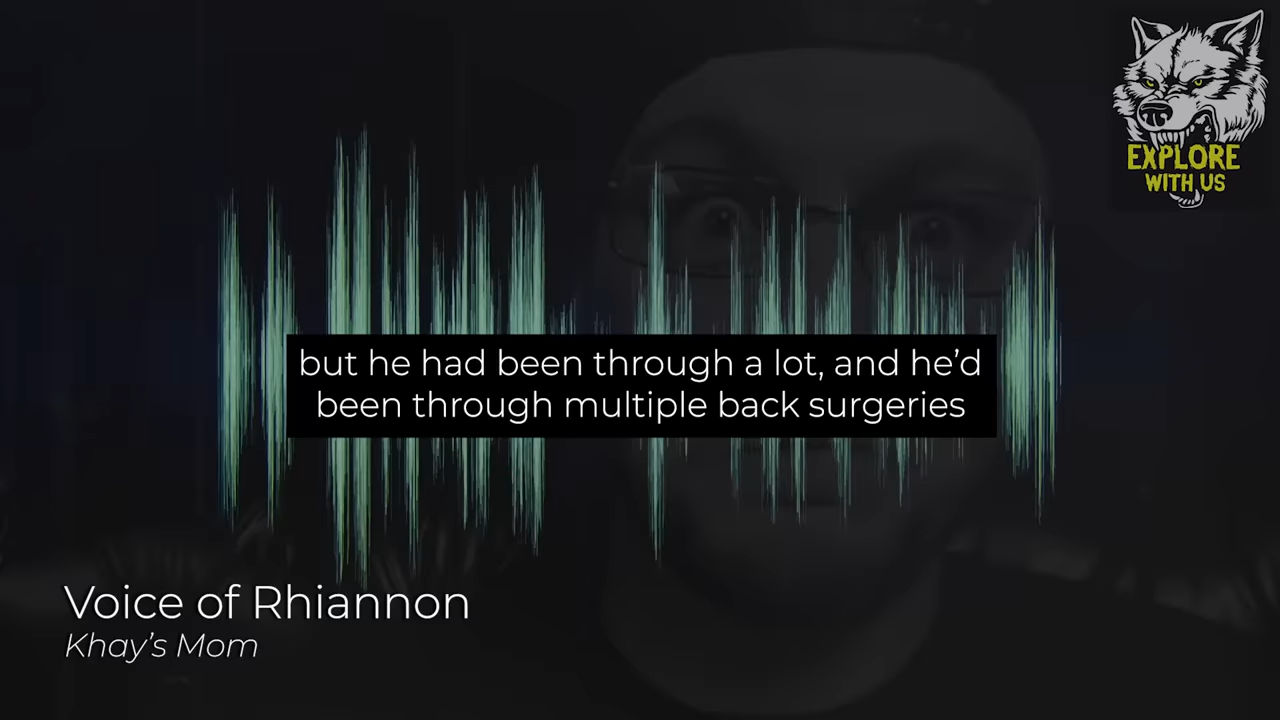 EXPLORE
WITH US
but he had been through a lot, and he’d
been through multiple back surgeries
Voice of Rhiannon
Khay’s Mom